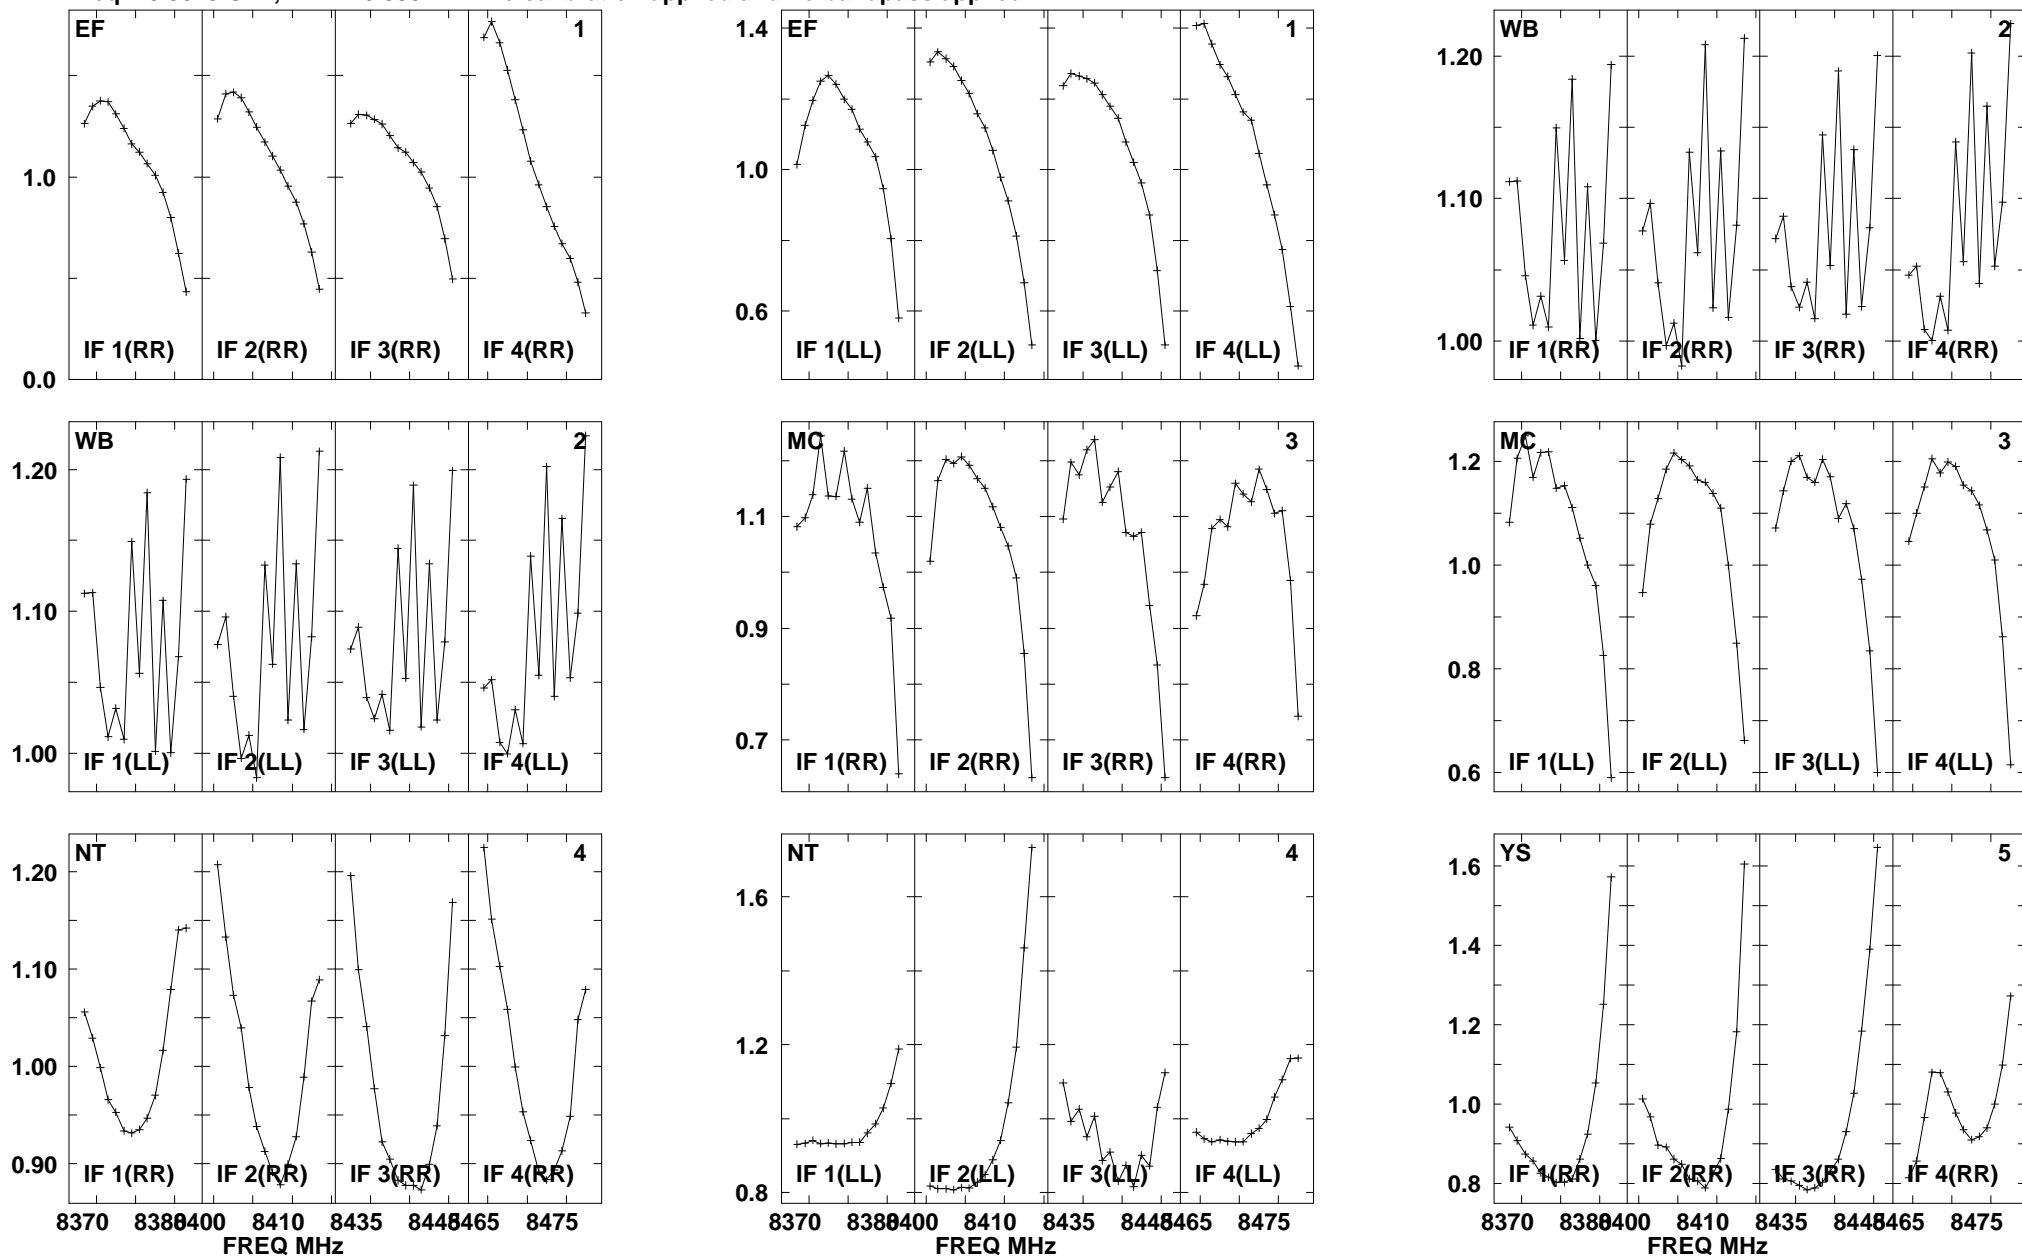 EF 1
1.0
0.0
IF 1(RR) IF 2(RR) IF 3(RR) IF 4(RR)
EF 1
1.4
1.0
0.6
IF 1(LL) IF 2(LL) IF 3(LL) IF 4(LL)
WB 2
1.20
1.10
1.00
IF 1(RR) IF 2(RR) IF 3(RR) IF 4(RR)
WB 2
1.20
1.10
1.00
IF 1(LL) IF 2(LL) IF 3(LL) IF 4(LL)
MC 3
1.1
0.9
0.7
IF 1(RR) IF 2(RR) IF 3(RR) IF 4(RR)
MC 3
1.2
1.0
0.8
0.6
IF 1(LL) IF 2(LL) IF 3(LL) IF 4(LL)
NT 4
1.20
1.10
1.00
0.90
IF 1(RR) IF 2(RR) IF 3(RR) IF 4(RR)
8370 8380 8400 8410 8435 8445 8465 8475
FREQ MHz
NT 4
1.6
1.2
0.8
IF 1(LL) IF 2(LL) IF 3(LL) IF 4(LL)
8370 8380 8400 8410 8435 8445 8465 8475
FREQ MHz
YS 5
1.6
1.4
1.2
1.0
0.8
IF 1(RR) IF 2(RR) IF 3(RR) IF 4(RR)
8370 8380 8400 8410 8435 8445 8465 8475
FREQ MHz